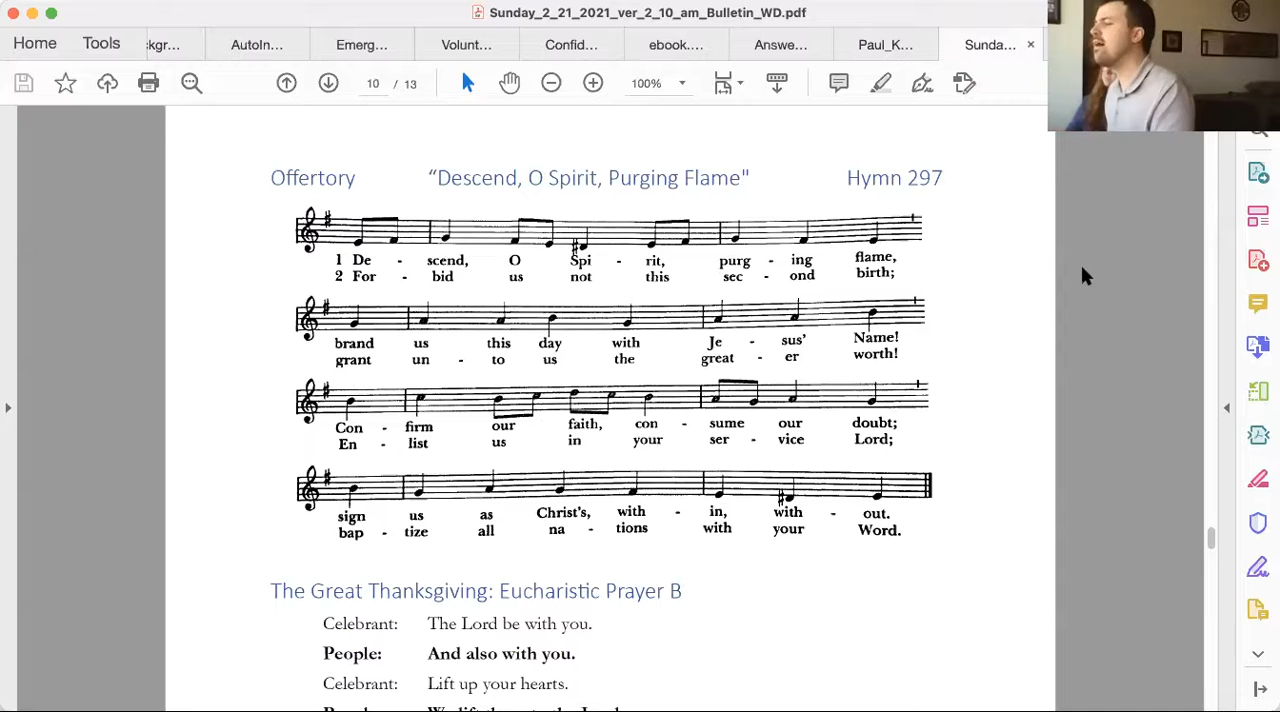 Sunday_2_21_2021_ver_2_10_am_Bulletin_WD.pdf
Home Tools kgr... AutoIn... Emerg... Volunt... Confid... ebook.... Answe... Paul_K... Sunda... ×
10 / 13 100%
Offertory “Descend, O Spirit, Purging Flame" Hymn 297
1 De - scend, O Spi - rit, purg - ing flame,
2 For - bid us not this sec - ond birth;
brand us this day with Je - sus’ Name!
grant un - to us the great - er worth!
Con - firm our faith, con - sume our doubt;
En - list us in your ser - vice Lord;
sign us as Christ’s, with - in, with - out.
bap - tize all na - tions with your Word.
The Great Thanksgiving: Eucharistic Prayer B
Celebrant: The Lord be with you.
People: And also with you.
Celebrant: Lift up your hearts.